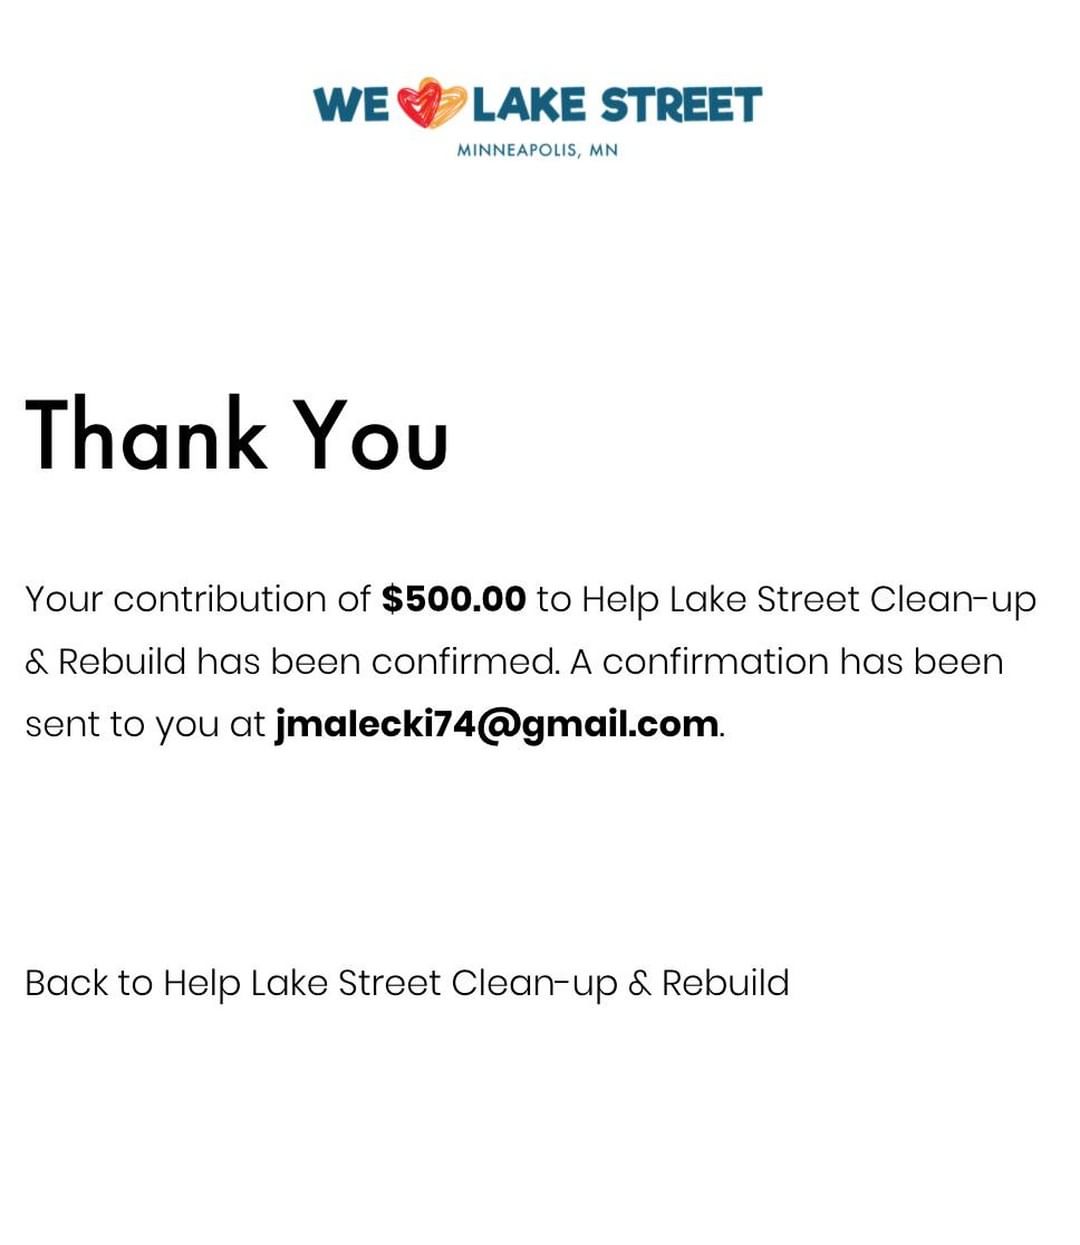 WE LAKE STREET
MINNEAPOLIS, MN
Thank You
Your contribution of $500.00 to Help Lake Street Clean-up
& Rebuild has been confirmed. A confirmation has been
sent to you at jmalecki74@gmail.com.
Back to Help Lake Street Clean-up & Rebuild